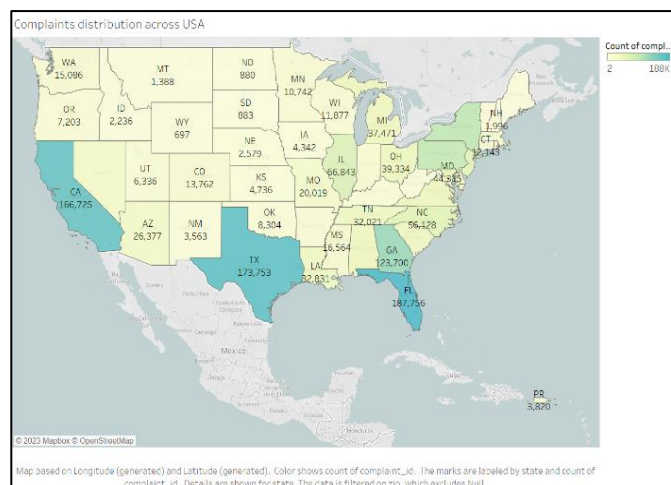 Complaints distribution across USA
Count of compl..
2 188K
WA
15,096
MT
1,388
ND
880
MN
10,742
OR
7,203
ID
2,236
WY
697
SD
883
WI
11,877
MI
37,471
NH
1,996
CT
12,143
NE
2,579
IA
4,342
IL
66,843
OH
39,334
MD
44,315
UT
6,336
CO
13,762
KS
4,736
MO
20,019
CA
166,725
AZ
26,377
NM
3,563
OK
8,304
TN
32,021
NC
56,128
MS
16,564
TX
173,753
LA
32,831
GA
123,700
FL
187,756
Mexico
PR
3,820
© 2023 Mapbox © OpenStreetMap
Map based on Longitude (generated) and Latitude (generated). Color shows count of complaint_id. The marks are labeled by state and count of
complaint_id. Details are shown for state. The data is filtered on zip, which excludes Null.